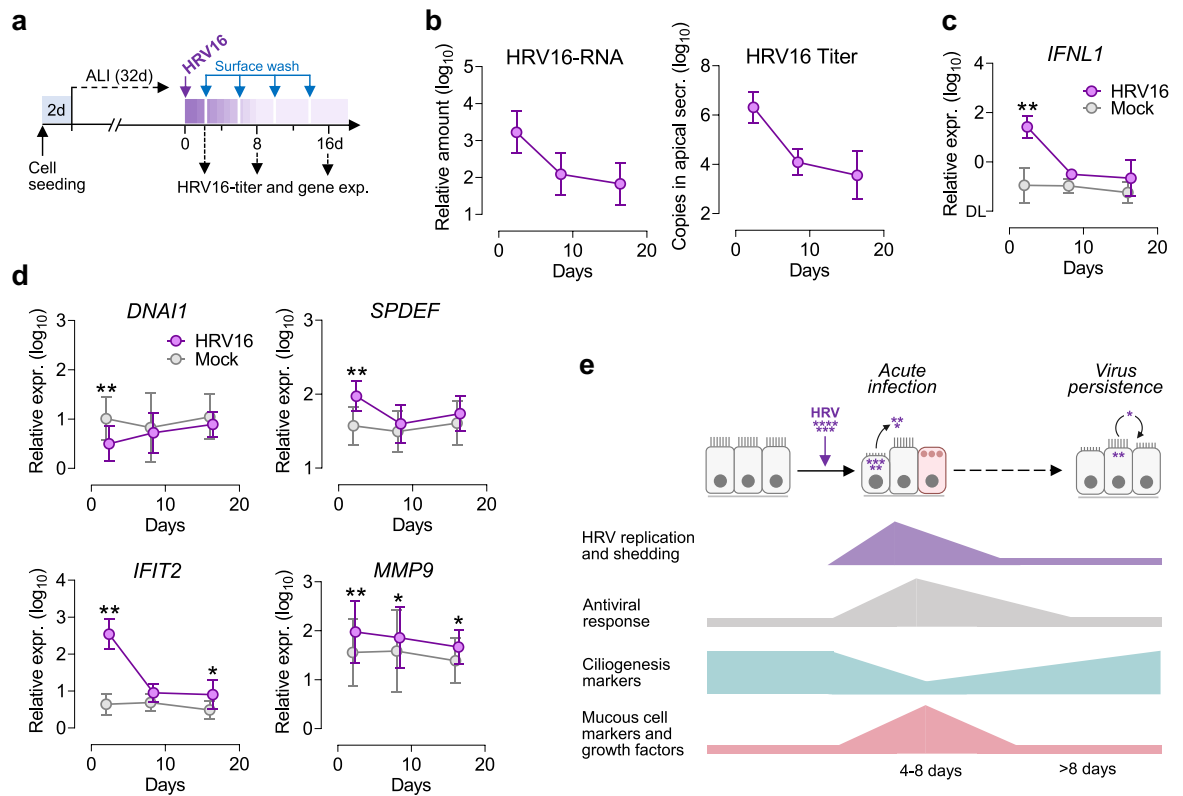 a
HRV16
ALI (32d)
Surface wash
2d
0
8
16d
Cell
seeding
HRV16-titer and gene exp.
b
HRV16-RNA
Relative amount (log10)
5
4
3
2
1
0
10
20
Days
HRV16 Titer
Copies in apical secr. (log10)
8
6
4
2
0
10
20
Days
c
IFNL1
Relative expr. (log10)
4
2
0
DL
**
HRV16
Mock
0
10
20
Days
d
DNAI1
Relative expr. (log10)
3
2
1
0
**
HRV16
Mock
0
10
20
Days
SPDEF
Relative expr. (log10)
3
2
1
**
0
10
20
Days
IFIT2
Relative expr. (log10)
4
3
2
1
0
**
*
0
10
20
Days
MMP9
Relative expr. (log10)
3
2
1
0
**
*
*
0
10
20
Days
e
Acute
infection
Virus
persistence
HRV
****
***
**
*
***
**
*
**
HRV replication
and shedding
Antiviral
response
Ciliogenesis
markers
Mucous cell
markers and
growth factors
4-8 days
>8 days